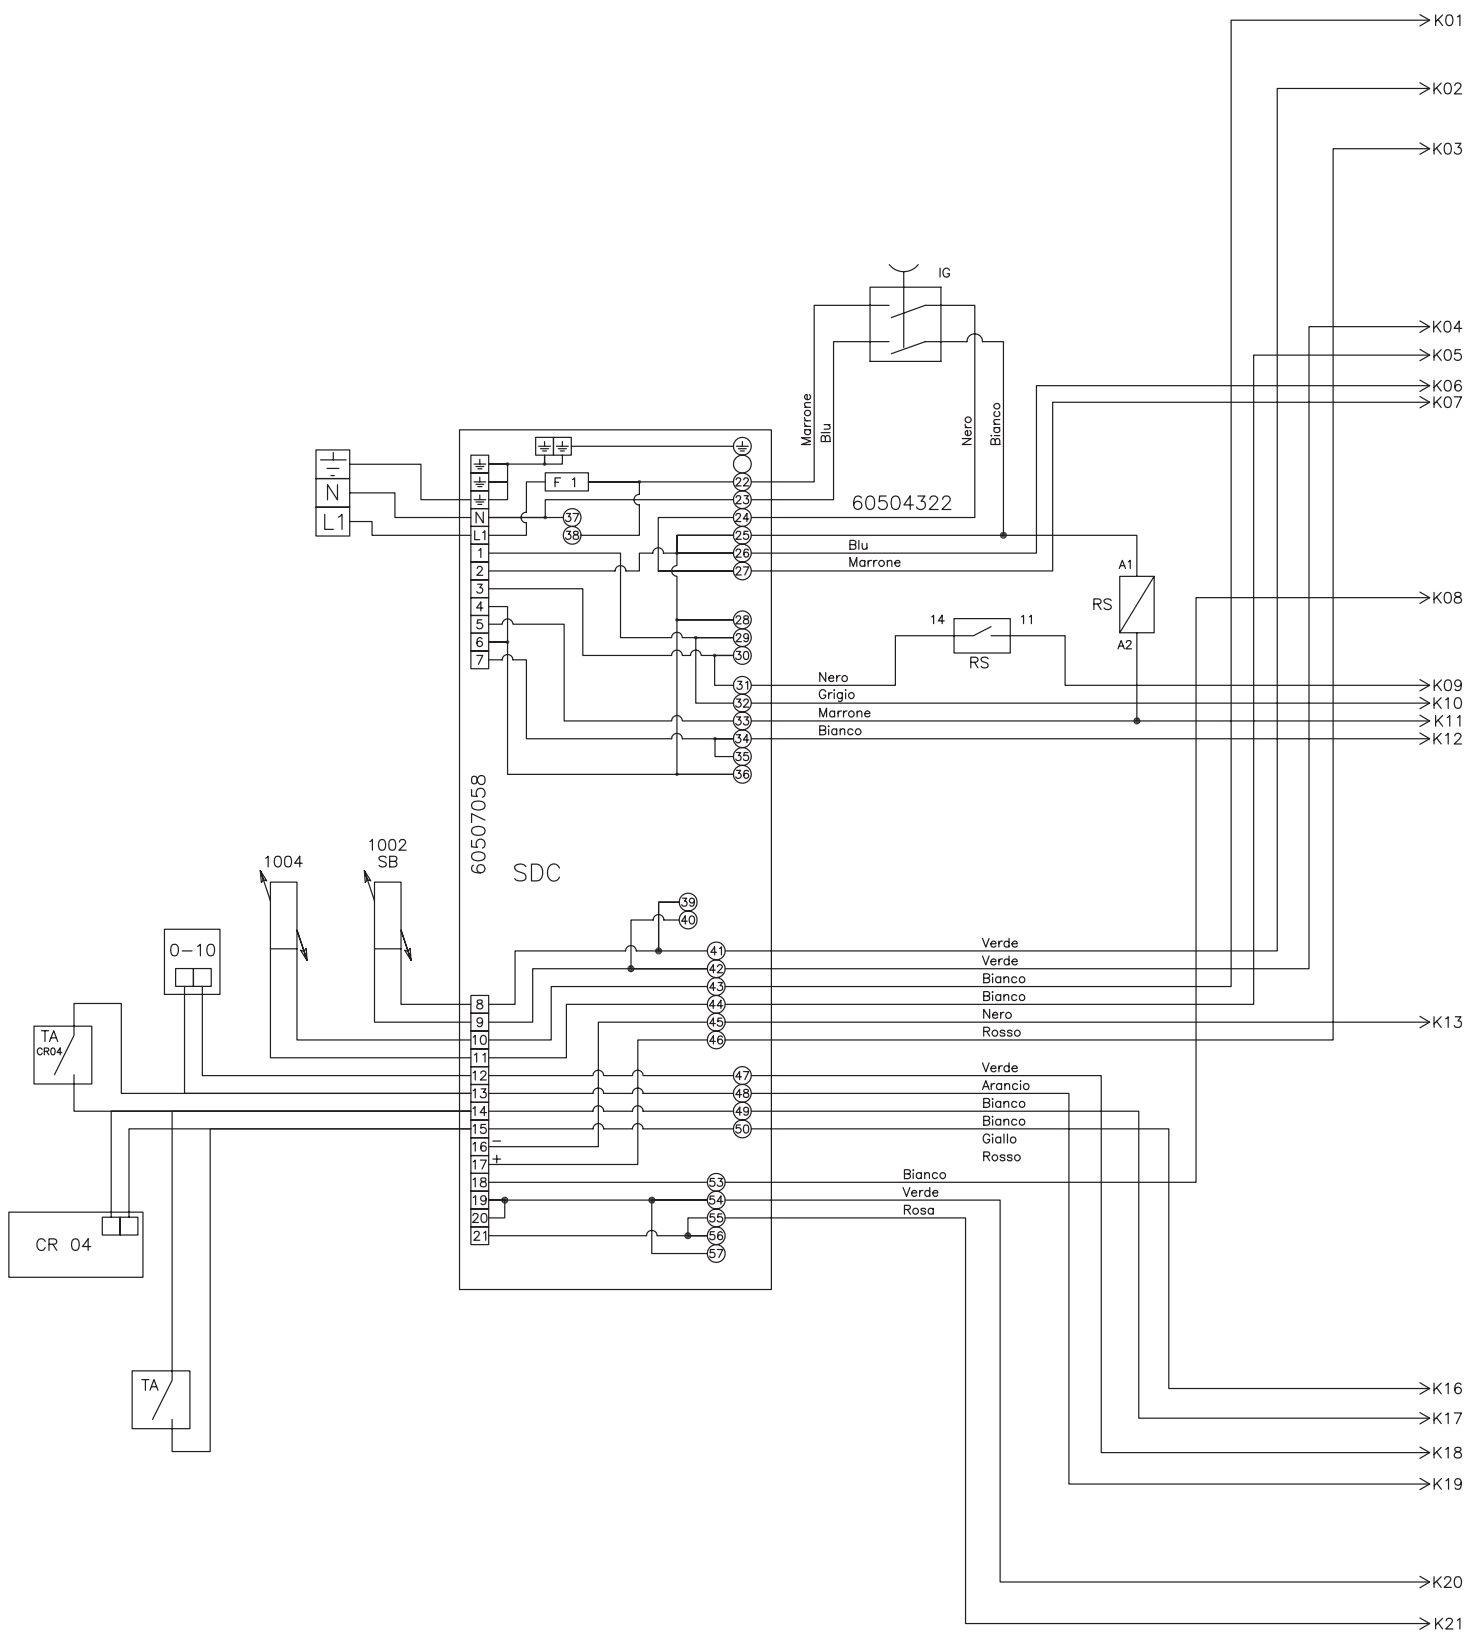 K01
K02
K03
IG
K04
K05
K06
K07
Marrone
Blu
Nero
Bianco
N
L1
F 1
22
23
24
25
26
27
37
38
60504322
Blu
Marrone
N
L1
1
2
3
4
5
6
7
A1
RS
A2
K08
28
29
30
14
11
RS
31
Nero
K09
32
Grigio
K10
33
Marrone
K11
34
Bianco
K12
35
36
60507058
SDC
1004
1002
SB
39
40
0-10
41
Verde
42
Verde
43
Bianco
8
44
Bianco
9
45
Nero
K13
10
46
Rosso
TA
CR04
11
12
47
Verde
13
48
Arancio
14
49
Bianco
15
50
Bianco
16
−
Giallo
17
+
Rosso
18
53
Bianco
19
54
Verde
20
55
Rosa
21
56
57
CR 04
TA
K16
K17
K18
K19
K20
K21